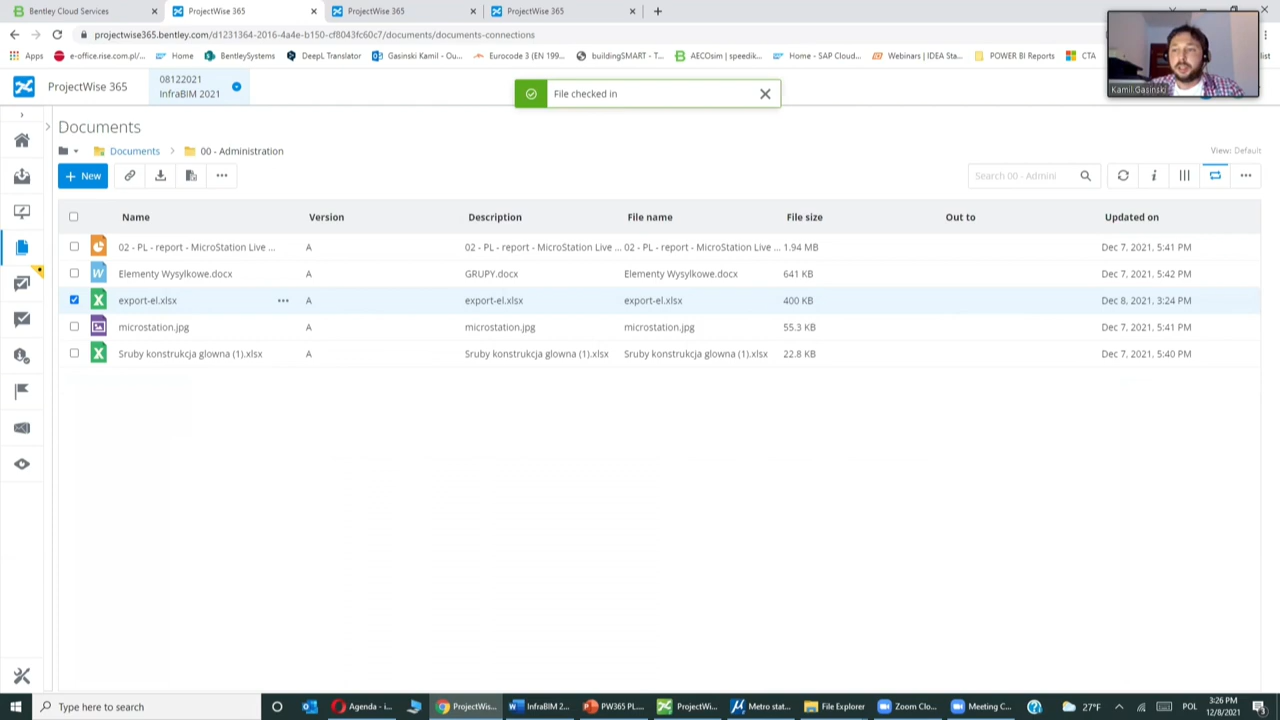 Bentley Cloud Services
ProjectWise 365
ProjectWise 365
ProjectWise 365
projectwise365.bentley.com/d1231364-2016-4a4e-b150-cf8043fc60c7/documents/documents-connections
Apps
e-office.rise.com.pl/...
Home
BentleySystems
DeepL Translator
Gasinski Kamil - Ou...
Eurocode 3 (EN 199...
buildingSMART - T...
AECOsim | speedik...
Home - SAP Cloud...
Webinars | IDEA Sta...
POWER BI Reports
CTA
list
Kamil Gasinski
ProjectWise 365
08122021
InfraBIM 2021
File checked in
Documents
Documents > 00 - Administration
View: Default
+ New
Search 00 - Admini
Name Version Description File name File size Out to Updated on
02 - PL - report - MicroStation Live ... A 02 - PL - report - MicroStation Live ... 02 - PL - report - MicroStation Live ... 1.94 MB Dec 7, 2021, 5:41 PM
Elementy Wysylkowe.docx A GRUPY.docx Elementy Wysylkowe.docx 641 KB Dec 7, 2021, 5:42 PM
export-el.xlsx ... A export-el.xlsx export-el.xlsx 400 KB Dec 8, 2021, 3:24 PM
microstation.jpg A microstation.jpg microstation.jpg 55.3 KB Dec 7, 2021, 5:41 PM
Sruby konstrukcja glowna (1).xlsx A Sruby konstrukcja glowna (1).xlsx Sruby konstrukcja glowna (1).xlsx 22.8 KB Dec 7, 2021, 5:40 PM
Type here to search
Agenda - i...
ProjectWis...
InfraBIM 2...
PW365 PL...
ProjectWi...
Metro stat...
File Explorer
Zoom Clo...
Meeting C...
27°F
POL
3:26 PM
12/8/2021